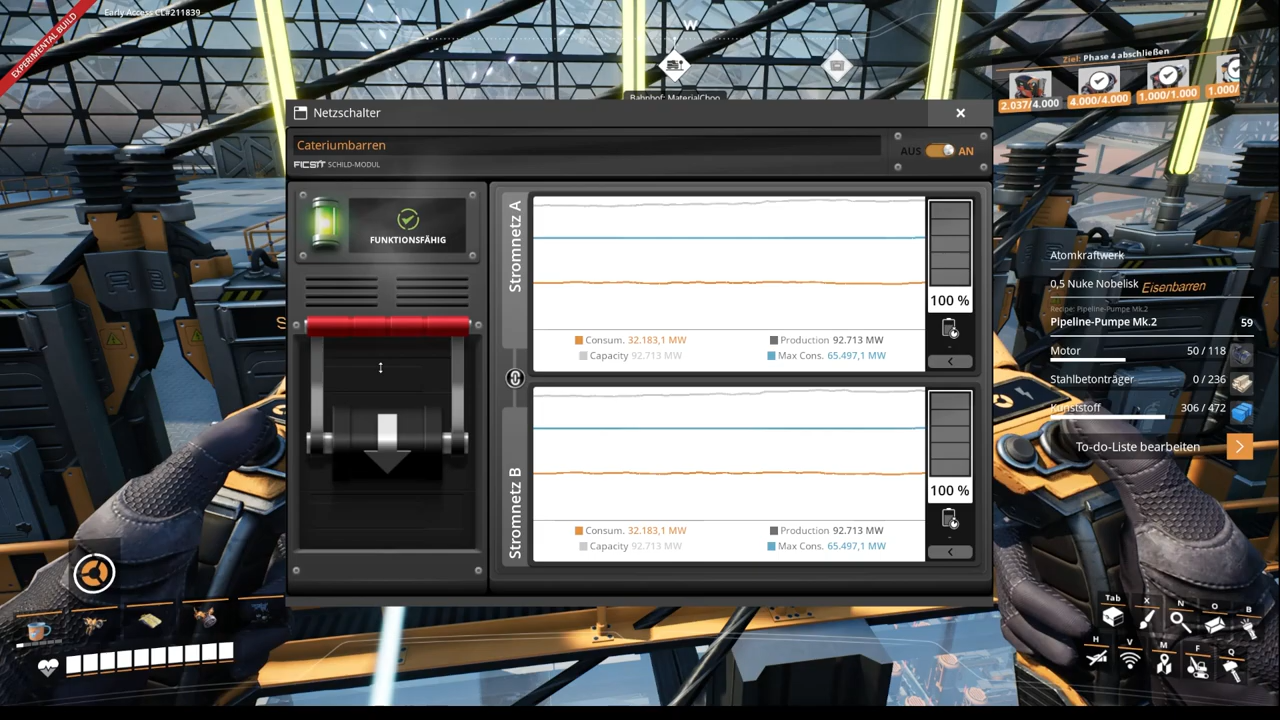 Early Access CL#211839
EXPERIMENTAL BUILD
W
Ziel: Phase 4 abschließen
2.037/4.000
4.000/4.000
1.000/1.000
1.000/
Netzschalter
Cateriumbarren
FICSIT SCHILD-MODUL
AUS
AN
FUNKTIONSFÄHIG
Stromnetz A
100 %
Consum. 32.183,1 MW
Production 92.713 MW
Capacity 92.713 MW
Max Cons. 65.497,1 MW
Stromnetz B
100 %
Consum. 32.183,1 MW
Production 92.713 MW
Capacity 92.713 MW
Max Cons. 65.497,1 MW
Atomkraftwerk
0,5 Nuke Nobelisk
Eisenbarren
Recipe: Pipeline-Pumpe Mk.2
Pipeline-Pumpe Mk.2 59
Motor 50 / 118
Stahlbetonträger 0 / 236
Kunststoff 306 / 472
To-do-Liste bearbeiten
Tab X N O B
H V M F Q